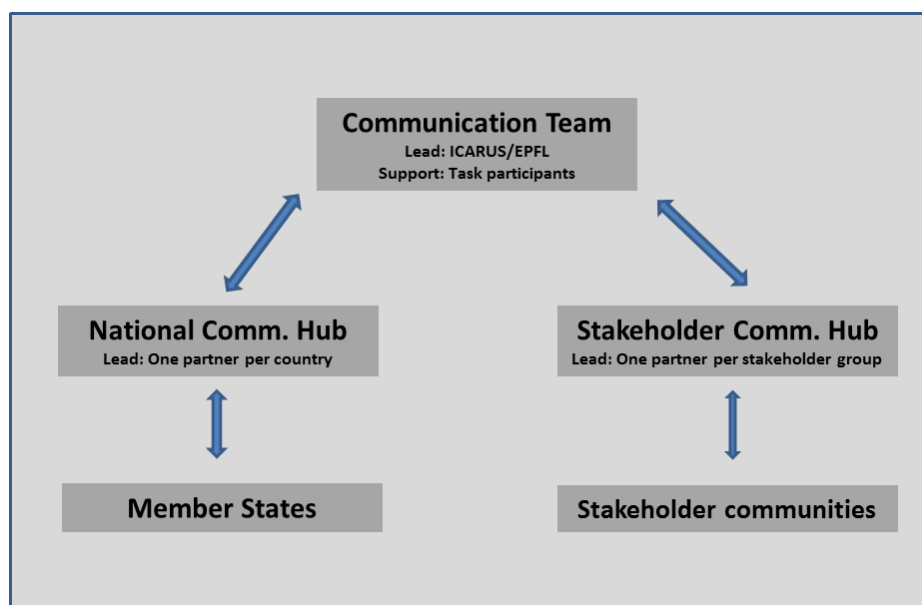 Communication Team
Lead: ICARUS/EPFL
Support: Task participants
National Comm. Hub
Lead: One partner per country
Stakeholder Comm. Hub
Lead: One partner per stakeholder group
Member States
Stakeholder communities